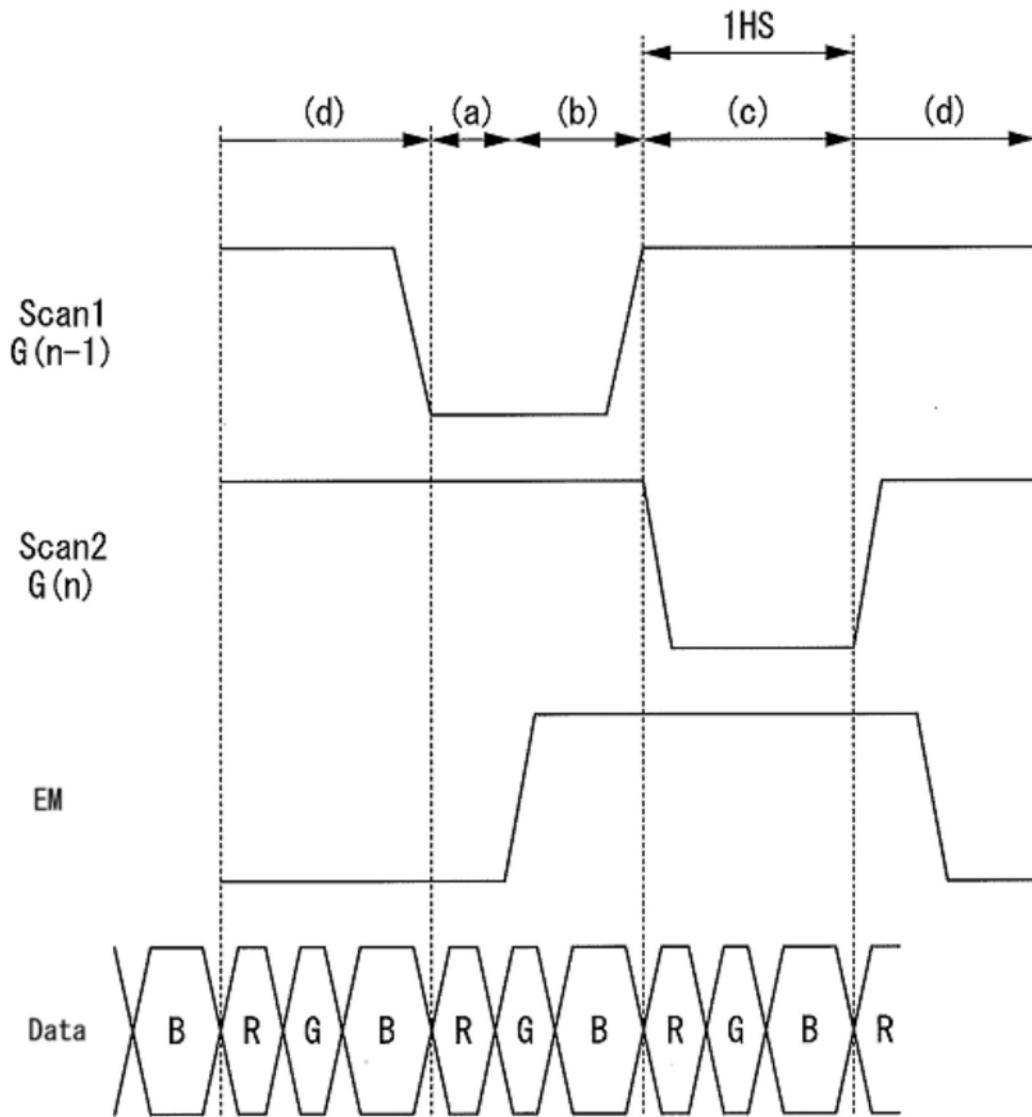 1HS
(d) (a) (b) (c) (d)
Scan1
G(n-1)
Scan2
G(n)
EM
Data B R G B R G B R G B R